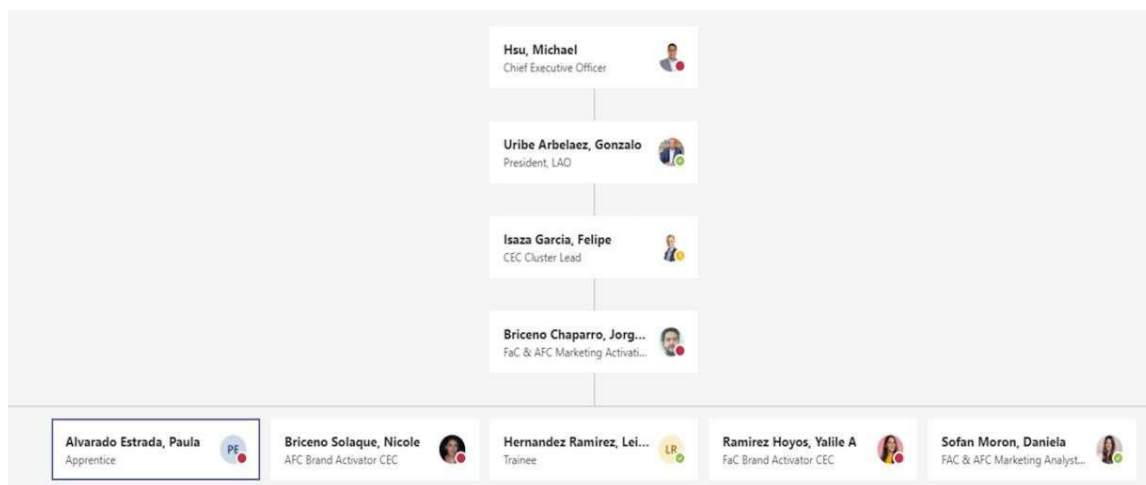 Hsu, Michael
Chief Executive Officer
Uribe Arbelaez, Gonzalo
President, LAO
Isaza Garcia, Felipe
CEC Cluster Lead
Briceno Chaparro, Jorg...
FaC & AFC Marketing Activati...
Alvarado Estrada, Paula
Apprentice
PE
Briceno Solaque, Nicole
AFC Brand Activator CEC
Hernandez Ramirez, Lei...
Trainee
LR
Ramirez Hoyos, Yalile A
FaC Brand Activator CEC
Sofan Moron, Daniela
FAC & AFC Marketing Analyst...